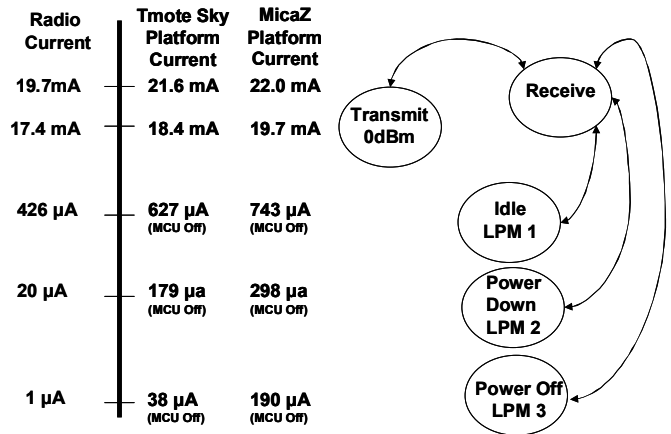 Radio
Current
Tmote Sky
Platform
Current
MicaZ
Platform
Current
19.7mA
21.6 mA
22.0 mA
17.4 mA
18.4 mA
19.7 mA
426 µA
627 µA
(MCU Off)
743 µA
(MCU Off)
20 µA
179 µa
(MCU Off)
298 µa
(MCU Off)
1 µA
38 µA
(MCU Off)
190 µA
(MCU Off)
Transmit
0dBm
Receive
Idle
LPM 1
Power
Down
LPM 2
Power Off
LPM 3